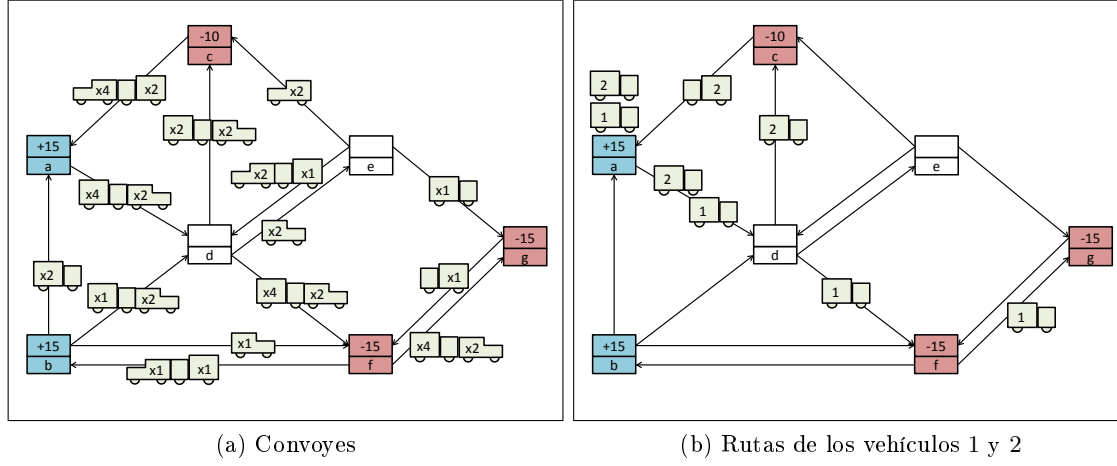 -10
c
x4 x2
x2
x2 x2
+15
a
x4 x2
x2 x1
e
x1
x2
d
-15
g
x2
x1 x2
x4 x2
x1
x1
x4 x2
+15
b
-15
f
x1 x1
(a) Convoyes
-10
c
2
1
2
2
+15
a
2
1
e
d
-15
g
1
1
+15
b
-15
f
(b) Rutas de los vehículos 1 y 2